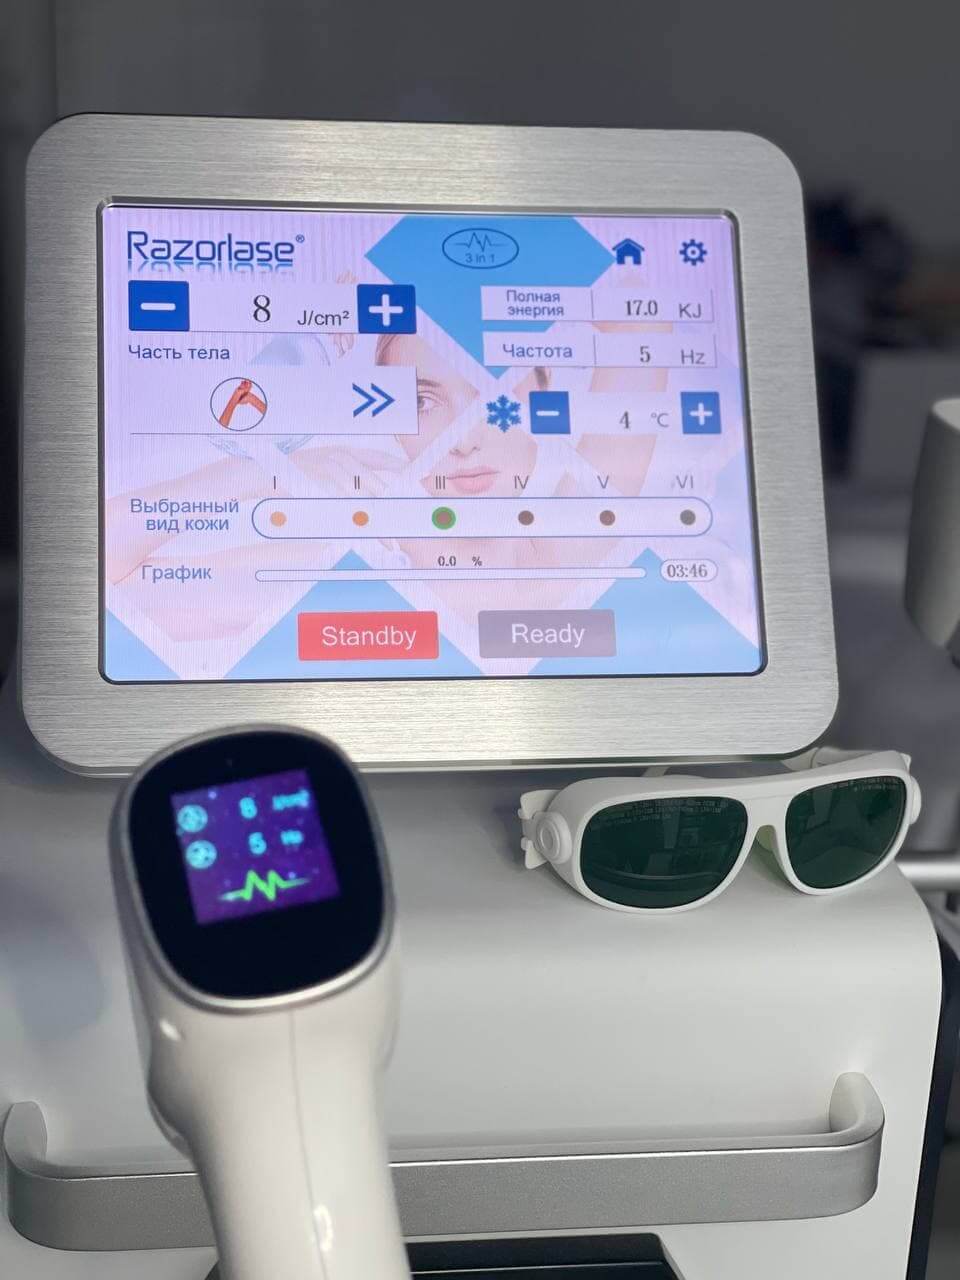 Razorlase®
3 in 1
8 J/cm²
Полная
энергия 17.0 KJ
Часть тела
Частота 5 Hz
4 °C
I II III IV V VI
Выбранный
вид кожи
0.0 %
График 03:46
Standby Ready
8
5 Hz